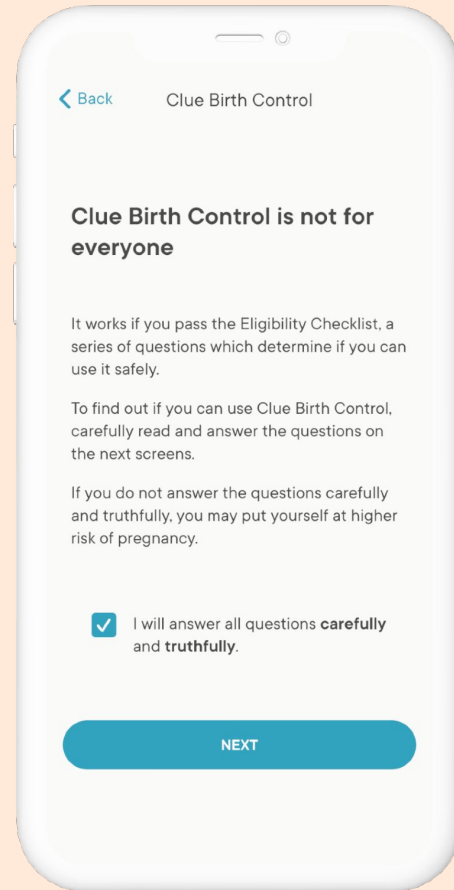 Back
Clue Birth Control
Clue Birth Control is not for
everyone
It works if you pass the Eligibility Checklist, a
series of questions which determine if you can
use it safely.
To find out if you can use Clue Birth Control,
carefully read and answer the questions on
the next screens.
If you do not answer the questions carefully
and truthfully, you may put yourself at higher
risk of pregnancy.
I will answer all questions carefully
and truthfully.
NEXT